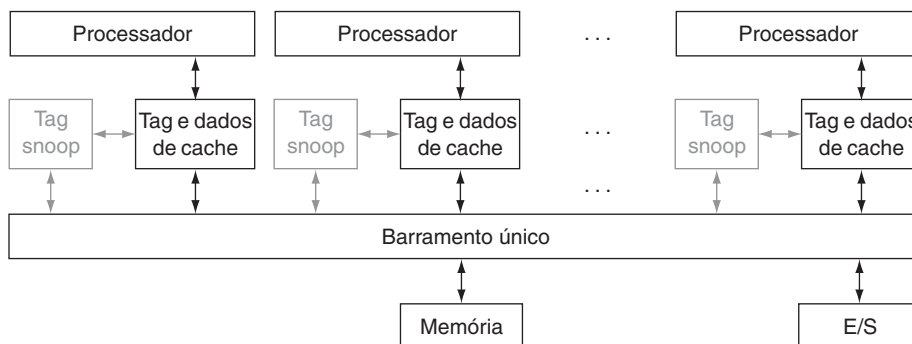 Processador
Processador
. . .
Processador
Tag
snoop
Tag e dados
de cache
Tag
snoop
Tag e dados
de cache
. . .
Tag
snoop
Tag e dados
de cache
. . .
Barramento único
Memória
E/S